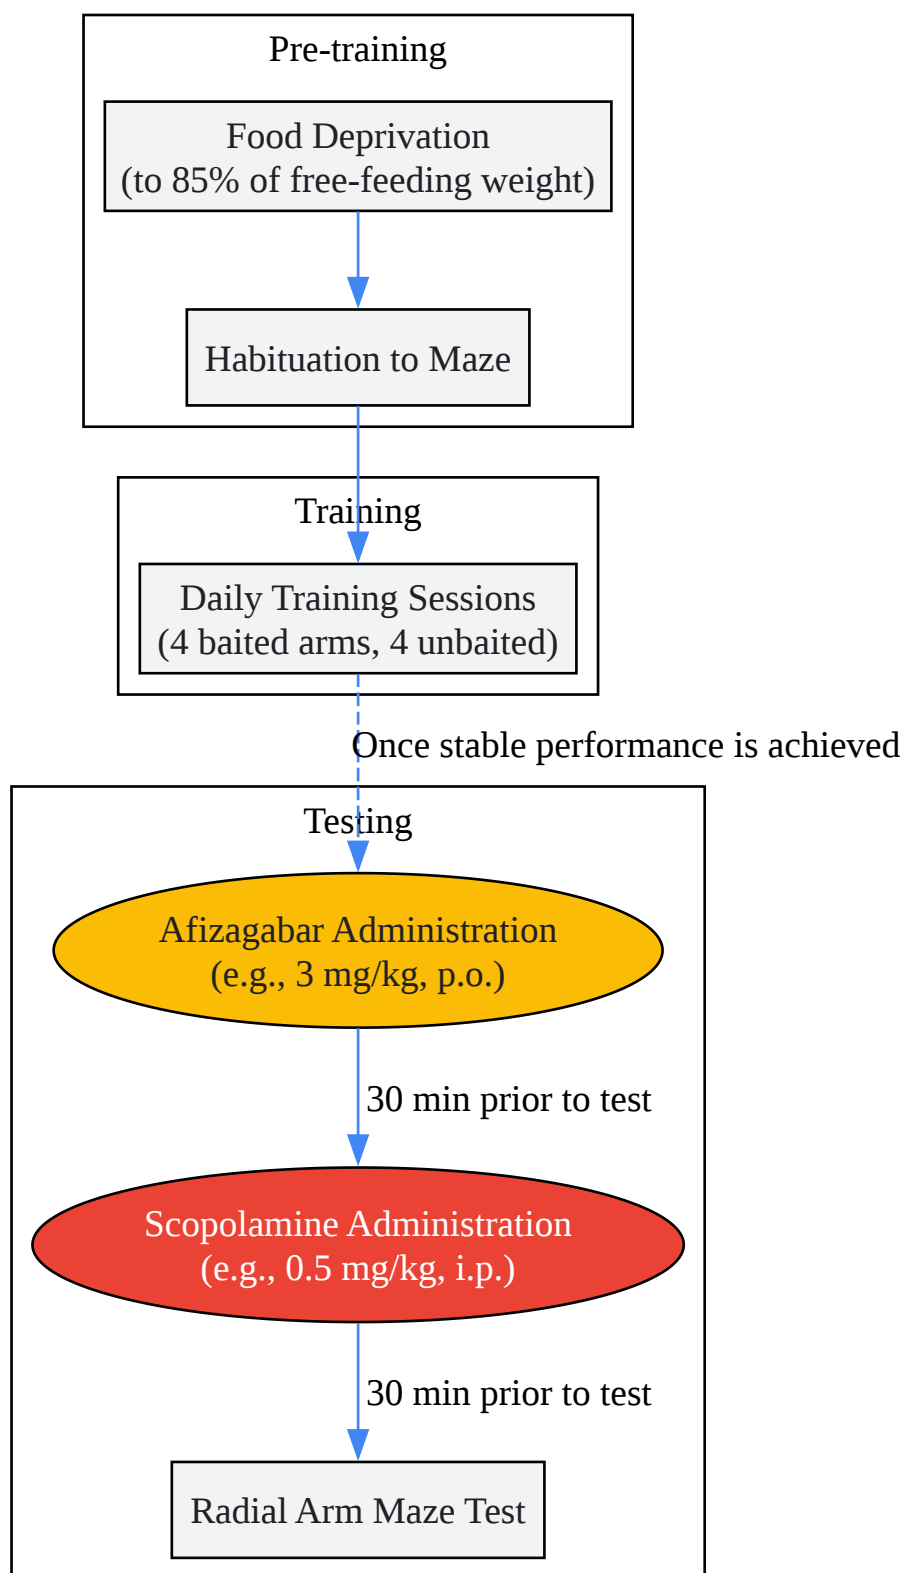 Pre-training
Food Deprivation
(to 85% of free-feeding weight)
Habituation to Maze
Training
Daily Training Sessions
(4 baited arms, 4 unbaited)
Once stable performance is achieved
Testing
Afizagabar Administration
(e.g., 3 mg/kg, p.o.)
30 min prior to test
Scopolamine Administration
(e.g., 0.5 mg/kg, i.p.)
30 min prior to test
Radial Arm Maze Test